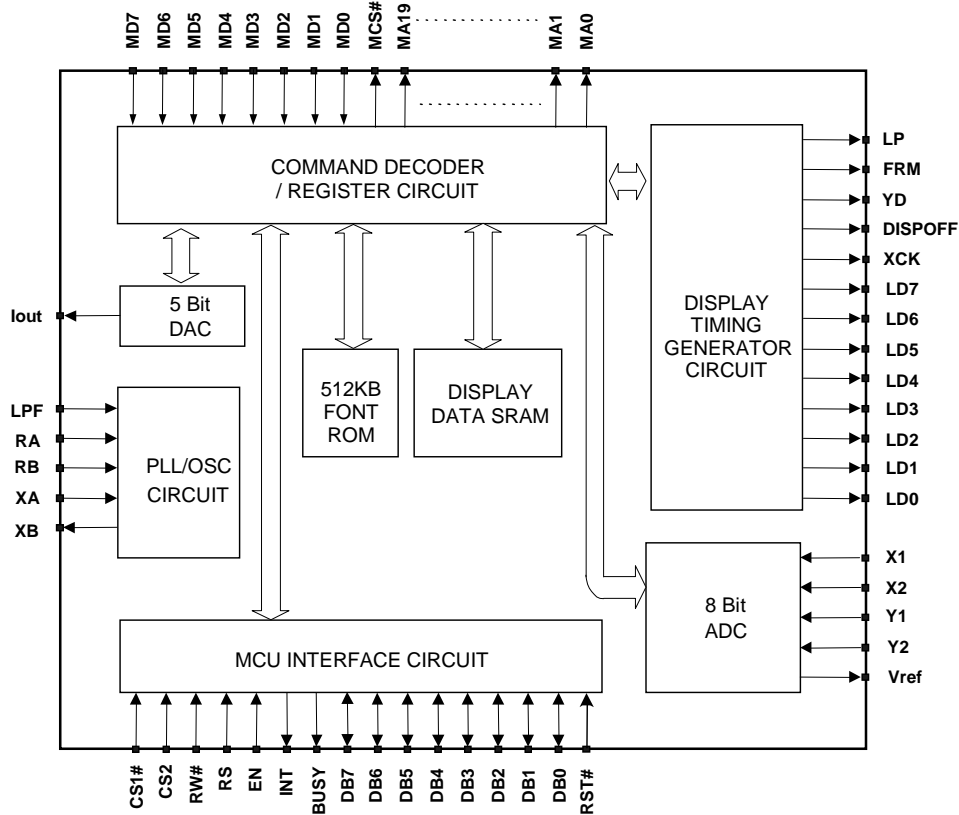 MD7
MD6
MD5
MD4
MD3
MD2
MD1
MD0
MCS#
MA19
MA1
MA0
COMMAND DECODER
/ REGISTER CIRCUIT
5 Bit
DAC
Iout
512KB
FONT
ROM
DISPLAY
DATA SRAM
DISPLAY
TIMING
GENERATOR
CIRCUIT
LP
FRM
YD
DISPOFF
XCK
LD7
LD6
LD5
LD4
LD3
LD2
LD1
LD0
LPF
RA
RB
XA
XB
PLL/OSC
CIRCUIT
8 Bit
ADC
X1
X2
Y1
Y2
Vref
MCU INTERFACE CIRCUIT
CS1#
CS2
RW#
RS
EN
INT
BUSY
DB7
DB6
DB5
DB4
DB3
DB2
DB1
DB0
RST#